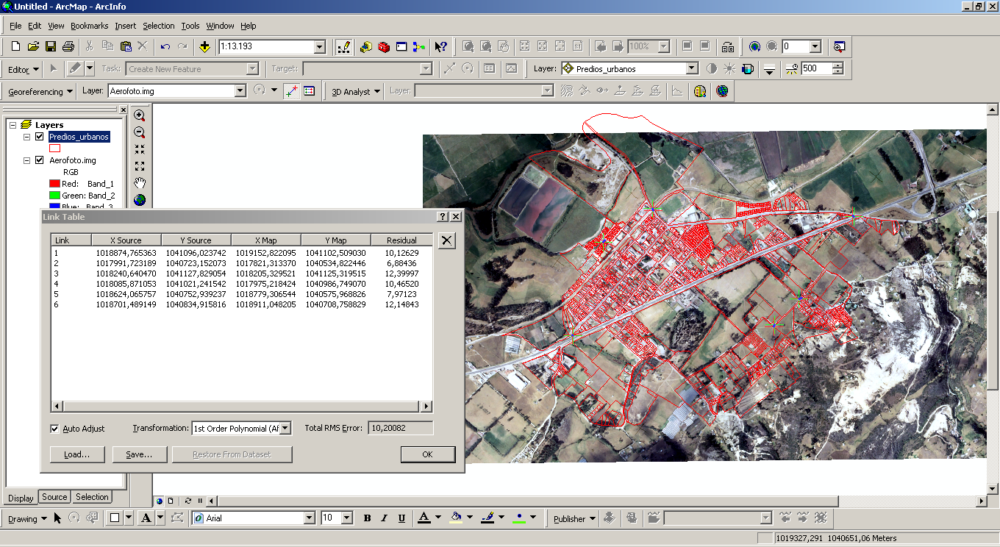 Untitled - ArcMap - ArcInfo
File Edit View Bookmarks Insert Selection Tools Window Help
1:13.193 100% 0
Editor Task: Create New Feature Target: Layer: Predios_urbanos 500
Georeferencing Layer: Aerofoto.img 3D Analyst Layer:
Layers
Predios_urbanos
Aerofoto.img
RGB
Red: Band_1
Green: Band_2
Blue: Band_3
Link Table
Link X Source Y Source X Map Y Map Residual
1 1018874,765363 1041096,023742 1019152,822095 1041102,509030 10,12629
2 1017991,723189 1040723,152073 1017821,313370 1040534,822446 6,88436
3 1018240,640470 1041127,829054 1018205,329521 1041125,319515 12,39997
4 1018085,871053 1041021,241542 1017975,218424 1040986,749070 10,46520
5 1018624,065757 1040752,939237 1018779,306544 1040575,968826 7,97123
6 1018701,489149 1040834,915816 1018911,048205 1040708,758829 12,14843
Auto Adjust Transformation: 1st Order Polynomial (Af Total RMS Error: 10,20082
Load... Save... Restore From Dataset OK
Display Source Selection
Drawing A Arial 10 B I U A Publisher
1019327,291 1040651,06 Meters